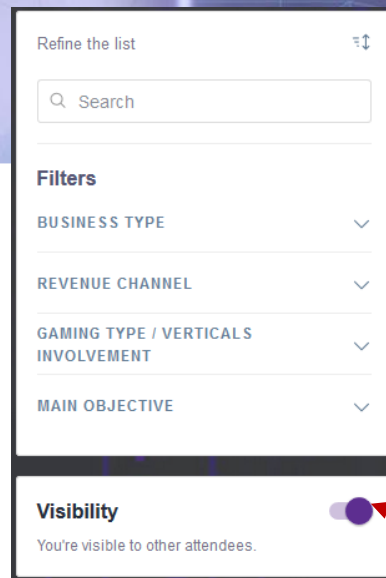 Refine the list
Search
Filters
BUSINESS TYPE
REVENUE CHANNEL
GAMING TYPE / VERTICALS
INVOLVEMENT
MAIN OBJECTIVE
Visibility
You're visible to other attendees.